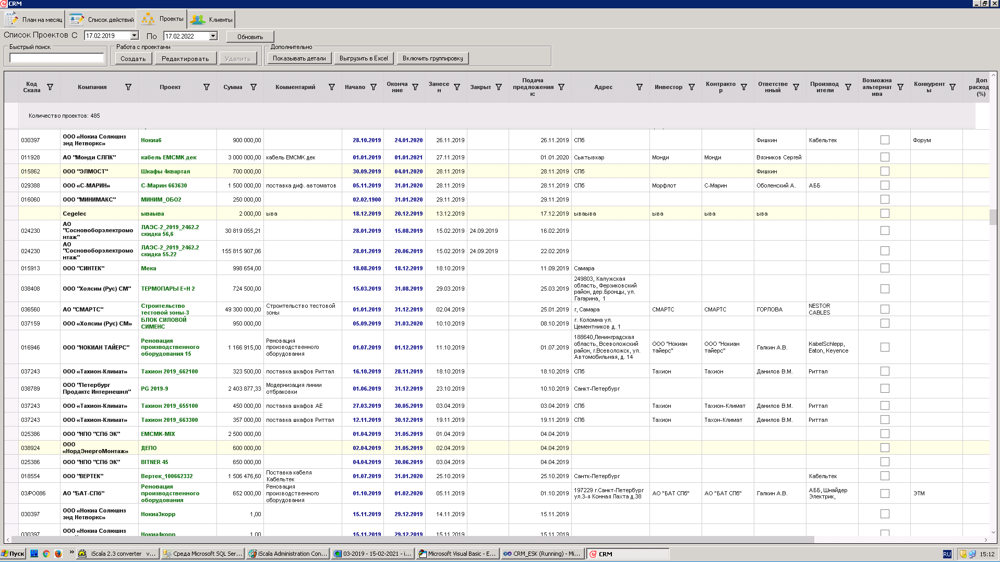 CRM
План на месяц
Список действий
Проекты
Клиенты
Список Проектов С 17.02.2019 По 17.02.2022 Обновить
Быстрый поиск
Работа с проектами
Дополнительно
Создать Редактировать Удалить Показывать детали Выгрузить в Excel Включить группировку
Код Скала Компания Проект Сумма Комментарий Начало Оконча ние Занесе н Закрыт Подача предложения к: Адрес Инвестор Контракто р Ответстве нный Производ ители Возможна альтернат ива Конкурент ы Доп расход (%)
Количество проектов: 485
030397 ООО «Нокиа Солюшнз энд Нетворкс» Нокиа6 900 000,00 28.10.2019 24.01.2020 26.11.2019 26.11.2019 СПб Фишкин Кабельтек Форум
011928 АО "Монди СЛПК" кабель ЕМСМК дек 3 000 000,00 кабель ЕМСМК дек 01.01.2019 01.01.2021 27.11.2019 01.01.2020 Сыктывкар Монди Монди Вязников Сергей
015862 ООО "ЭЛМОСТ" Шкафы 4квартал 700 000,00 30.09.2019 04.01.2020 28.11.2019 28.11.2019 СПб Фишкин
029388 ООО «С-МАРИН» С-Марин 663630 1 500 000,00 поставка диф. автоматов 05.11.2019 31.01.2020 28.11.2019 28.11.2019 СПб Морфлот С-Марин Оболенский А. АББ
016060 ООО "МИНИМАКС" МИНИМ_ОБО2 250 000,00 02.02.1900 31.01.2020 29.11.2019 29.11.2019
Cegelec ываыва 2 000,00 ыва 18.12.2019 20.12.2019 13.12.2019 17.12.2019 ываыва ыва ыва ыва
024230 АО "Сосновоборэлектромо нтаж" ЛАЭС-2_2019_2462.2 скидка 56,6 30 819 055,21 28.01.2019 15.08.2019 15.02.2019 24.09.2019 16.02.2019
024230 АО "Сосновоборэлектромо нтаж" ЛАЭС-2_2019_2462.2 скидка 55.22 155 815 907,06 28.01.2019 20.06.2019 15.02.2019 24.09.2019 22.02.2019
015913 ООО "СИНТЕК" Мека 998 654,00 18.08.2019 18.12.2019 18.10.2019 11.09.2019 Самара
038408 ООО "Холсим (Рус) СМ" ТЕРМОПАРЫ Е+Н 2 724 500,00 15.03.2019 31.08.2019 29.03.2019 25.03.2019 249803, Калужская область, Ферзиковский район, дер.Бронцы, ул. Гагарина, 1
036560 АО "СМАРТС" Строительство тестовой зоны-3 49 300 000,00 Строительство тестовой зоны 01.01.2019 31.12.2019 02.04.2019 25.01.2019 г, Самара СМАРТС СМАРТС ГОРЛОВА NESTOR CABLES
037159 ООО «Холсим (Рус) СМ» БЛОК СИЛОВОЙ СИМЕНС 950 000,00 05.09.2019 31.03.2020 10.10.2019 08.10.2019 г. Коломна ул. Цементников д. 1
016946 ООО "НОКИАН ТАЙЕРС" Реновация производственного оборудования 15 1 166 915,00 Реновация производственного оборудования 01.07.2019 01.12.2019 11.10.2019 01.07.2019 188640,Ленинградская область, Всеволожский район, г.Всеволожск, ул. Автомобильная, д. 14 ООО "Нокиан тайерс" ООО "Нокиан тайерс" Галкин А.В. KabelSchlepp, Eaton, Keyence
037243 ООО «Тахион-Климат» Тахион 2019_662100 323 500,00 поставка шкафов Риттал 16.10.2019 28.11.2019 18.10.2019 18.10.2019 СПб Тахион Тахион Данилов В.М. Риттал
038789 ООО "Петербург Продактс Интернешнл" PG 2019-9 2 403 877,33 Модернизация линии отбраковки 01.06.2019 31.12.2019 23.10.2019 10.10.2019 Санкт-Петербург
037243 ООО «Тахион-Климат» Тахион 2019_655100 450 000,00 поставка шкафов АЕ 27.03.2019 30.05.2019 03.04.2019 03.04.2019 СПб Тахион Тахион-Климат Данилов В.М. Риттал
037243 ООО «Тахион-Климат» Тахион 2019_663300 357 000,00 поставка шкафов Риттал 12.11.2019 30.12.2019 19.11.2019 19.11.2019 СПб Тахион Тахон-Климат Данилов В.М. Риттал
025386 ООО "НПО "СПб ЭК" EMCMK-MIX 2 500 000,00 01.04.2019 31.05.2019 01.04.2019 04.04.2019
038924 ООО «НордЭнергоМонтаж» ДЕПО 600 000,00 02.04.2019 31.05.2019 02.04.2019 04.04.2019
025386 ООО "НПО "СПб ЭК" BITNER 45 650 000,00 04.04.2019 30.06.2019 03.04.2019 04.04.2019
018554 ООО "ВЕРТЕК" Вертек_100662332 1 506 476,60 Поставка кабеля Кабельтек 01.07.2019 31.01.2020 25.10.2019 25.10.2019 Сантк-Петербург Кабельтек
03/РО086 АО "БАТ-СПб" Реновация производственного оборудования 652 000,00 Реновация производственного оборудования 01.10.2019 01.02.2020 05.11.2019 01.10.2019 197229 г.Санкт-Петербург ул.3-я Конная Лахта д.38 АО "БАТ СПб" АО "БАТ СПб" Галкин А.В. АББ, Шнайдер Электрик, ЭТМ
030397 ООО «Нокиа Солюшнз энд Нетворкс» Нокиа3корр 1,00 15.11.2019 29.12.2019 14.11.2019 15.11.2019
030397 ООО «Нокиа Солюшнз Нокиа4корр 1,00 15.11.2019 29.12.2019 15.11.2019 15.11.2019
Пуск » iScala 2.3 converter v... Среда Microsoft SQL Ser... iScala Administration Con... 03-2019 - 15-02-2021 - i... Microsoft Visual Basic - E... CRM_ESK (Running) - Mi... CRM RU 15:12